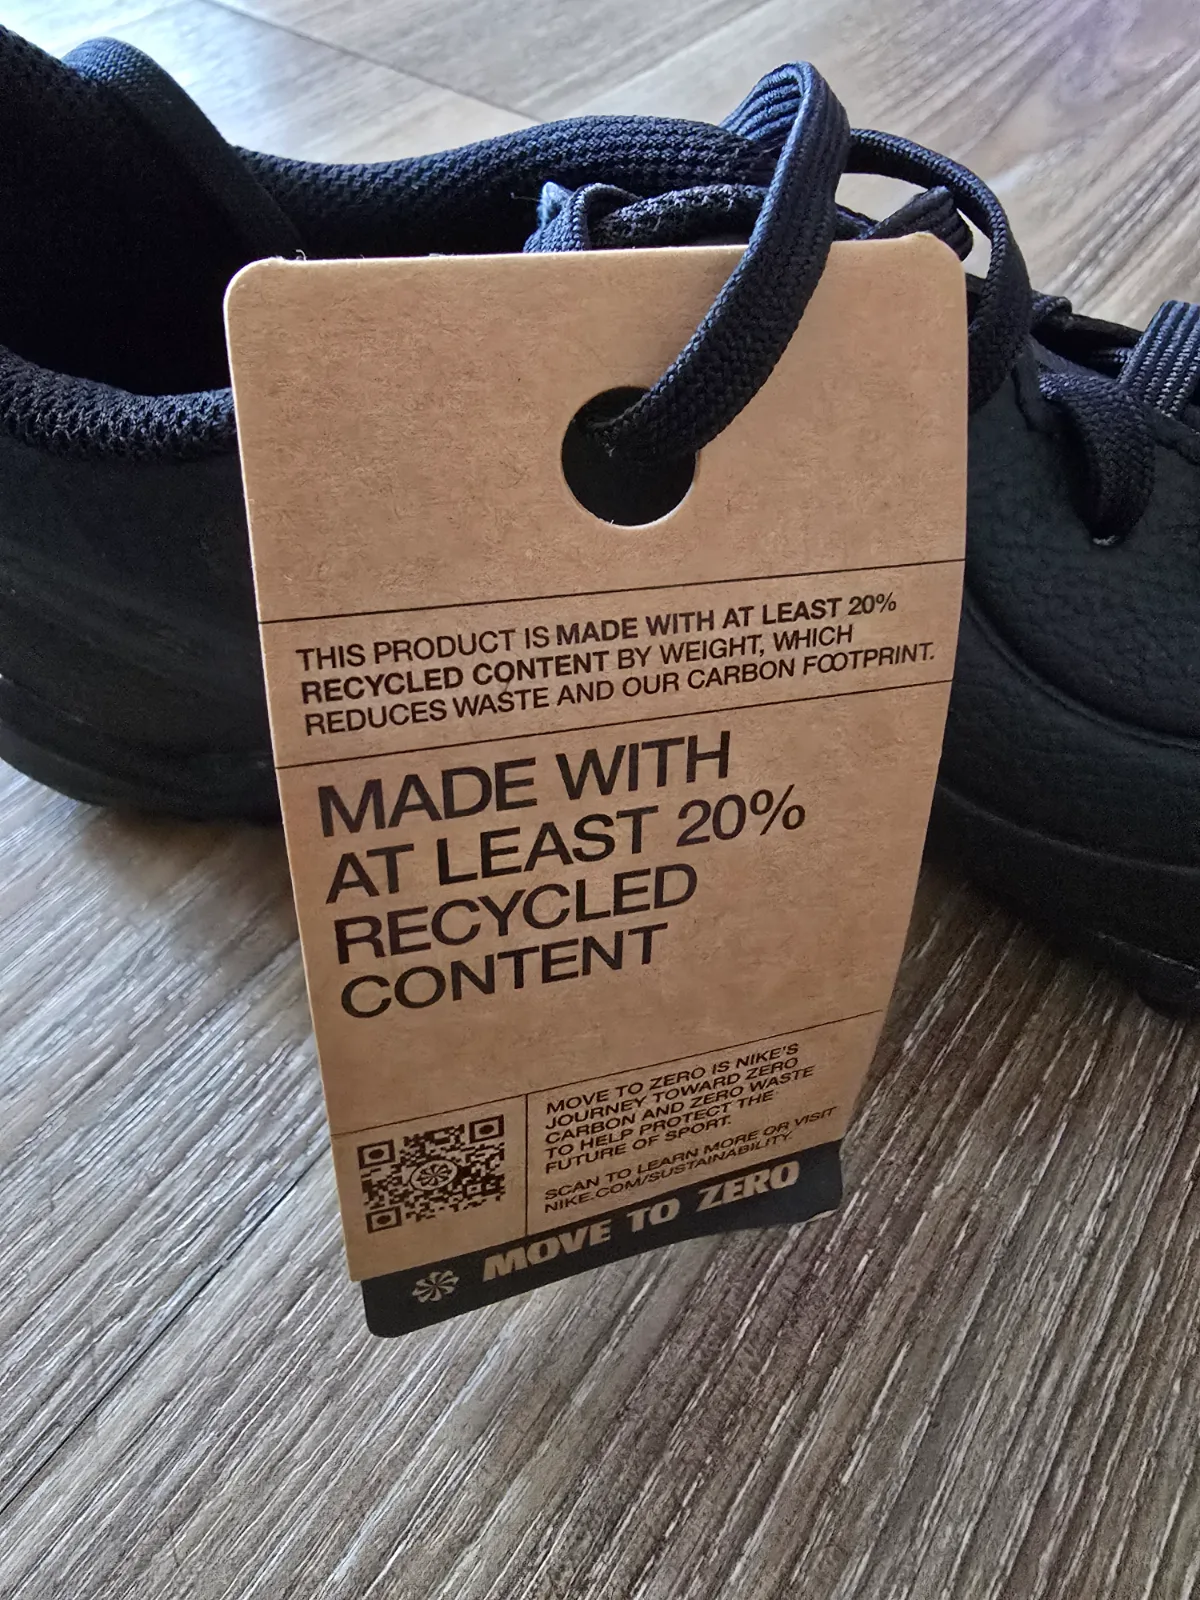 THIS PRODUCT IS MADE WITH AT LEAST 20%
RECYCLED CONTENT BY WEIGHT, WHICH
REDUCES WASTE AND OUR CARBON FOOTPRINT.
MADE WITH
AT LEAST 20%
RECYCLED
CONTENT
MOVE TO ZERO IS NIKE'S
JOURNEY TOWARD ZERO
CARBON AND ZERO WASTE
TO HELP PROTECT THE
FUTURE OF SPORT.
SCAN TO LEARN MORE OR VISIT
NIKE.COM/SUSTAINABILITY.
MOVE TO ZERO